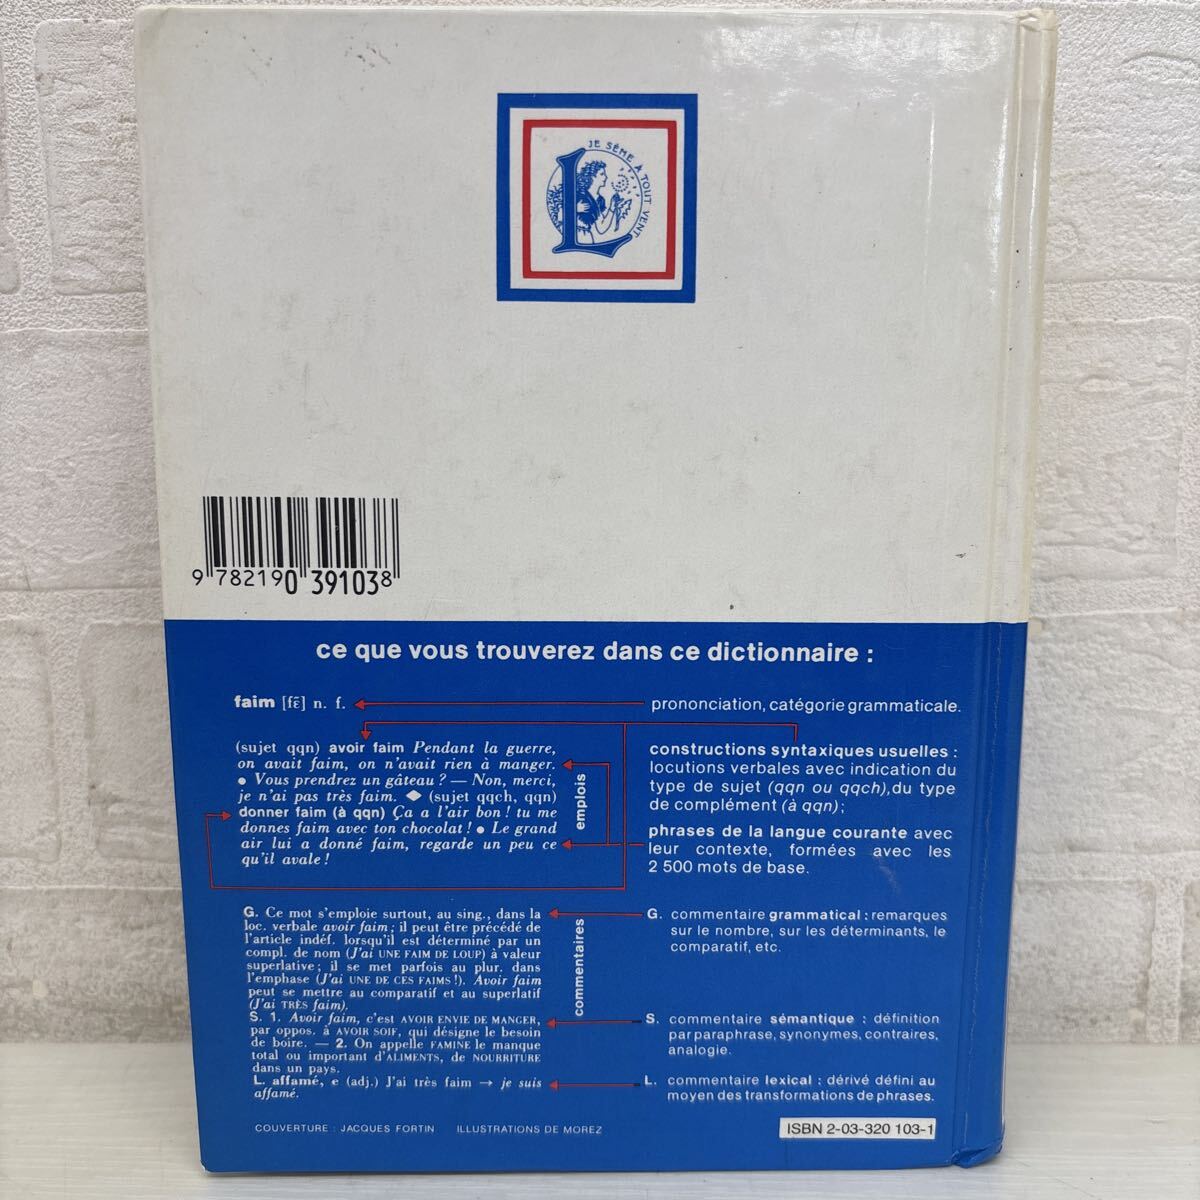 JE SÈME À TOUT VENT
L
9 782190 391038
ce que vous trouverez dans ce dictionnaire :
faim [fɛ̃] n. f.
prononciation, catégorie grammaticale.
(sujet qqn) avoir faim Pendant la guerre,
on avait faim, on n'avait rien à manger.
● Vous prendrez un gâteau ? — Non, merci,
je n'ai pas très faim. ◆ (sujet qqch, qqn)
donner faim (à qqn) Ça a l'air bon ! tu me
donnes faim avec ton chocolat ! ● Le grand
air lui a donné faim, regarde un peu ce
qu'il avale !
emplois
constructions syntaxiques usuelles :
locutions verbales avec indication du
type de sujet (qqn ou qqch), du type
de complément (à qqn) ;
phrases de la langue courante avec
leur contexte, formées avec les
2 500 mots de base.
G. Ce mot s'emploie surtout, au sing., dans la
loc. verbale avoir faim ; il peut être précédé de
l'article indéf. lorsqu'il est déterminé par un
compl. de nom (J'ai UNE FAIM DE LOUP) à valeur
superlative ; il se met parfois au plur. dans
l'emphase (J'ai UNE DE CES FAIMS !). Avoir faim
peut se mettre au comparatif et au superlatif
(J'ai TRÈS faim).
S. 1. Avoir faim, c'est AVOIR ENVIE DE MANGER,
par oppos. à AVOIR SOIF, qui désigne le besoin
de boire. — 2. On appelle FAMINE le manque
total ou important d'ALIMENTS, de NOURRITURE
dans un pays.
L. affamé, e (adj.) J'ai très faim → je suis
affamé.
commentaires
G. commentaire grammatical : remarques
sur le nombre, sur les déterminants, le
comparatif, etc.
S. commentaire sémantique : définition
par paraphrase, synonymes, contraires,
analogie.
L. commentaire lexical : dérivé défini au
moyen des transformations de phrases.
COUVERTURE : JACQUES FORTIN ILLUSTRATIONS DE MOREZ
ISBN 2-03-320 103-1